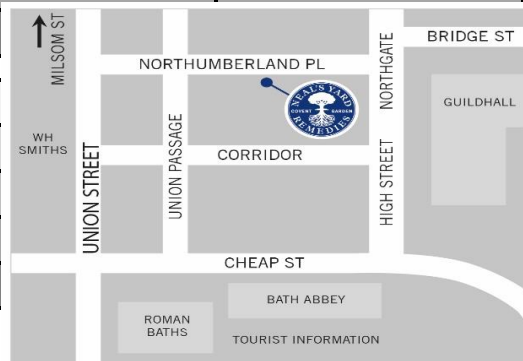 MILSOM ST
BRIDGE ST
NORTHUMBERLAND PL
NORTHGATE
NEAL'S YARD
COVENT GARDEN
REMEDIES
GUILDHALL
WH
SMITHS
UNION STREET
UNION PASSAGE
CORRIDOR
HIGH STREET
CHEAP ST
BATH ABBEY
ROMAN
BATHS
TOURIST INFORMATION